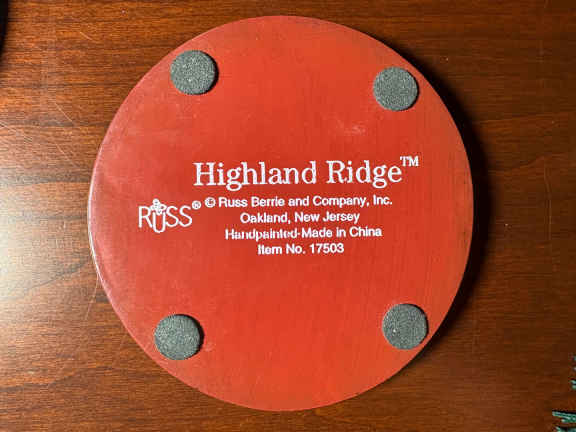 Highland Ridge™
RUSS® © Russ Berrie and Company, Inc.
Oakland, New Jersey
Handpainted-Made in China
Item No. 17503